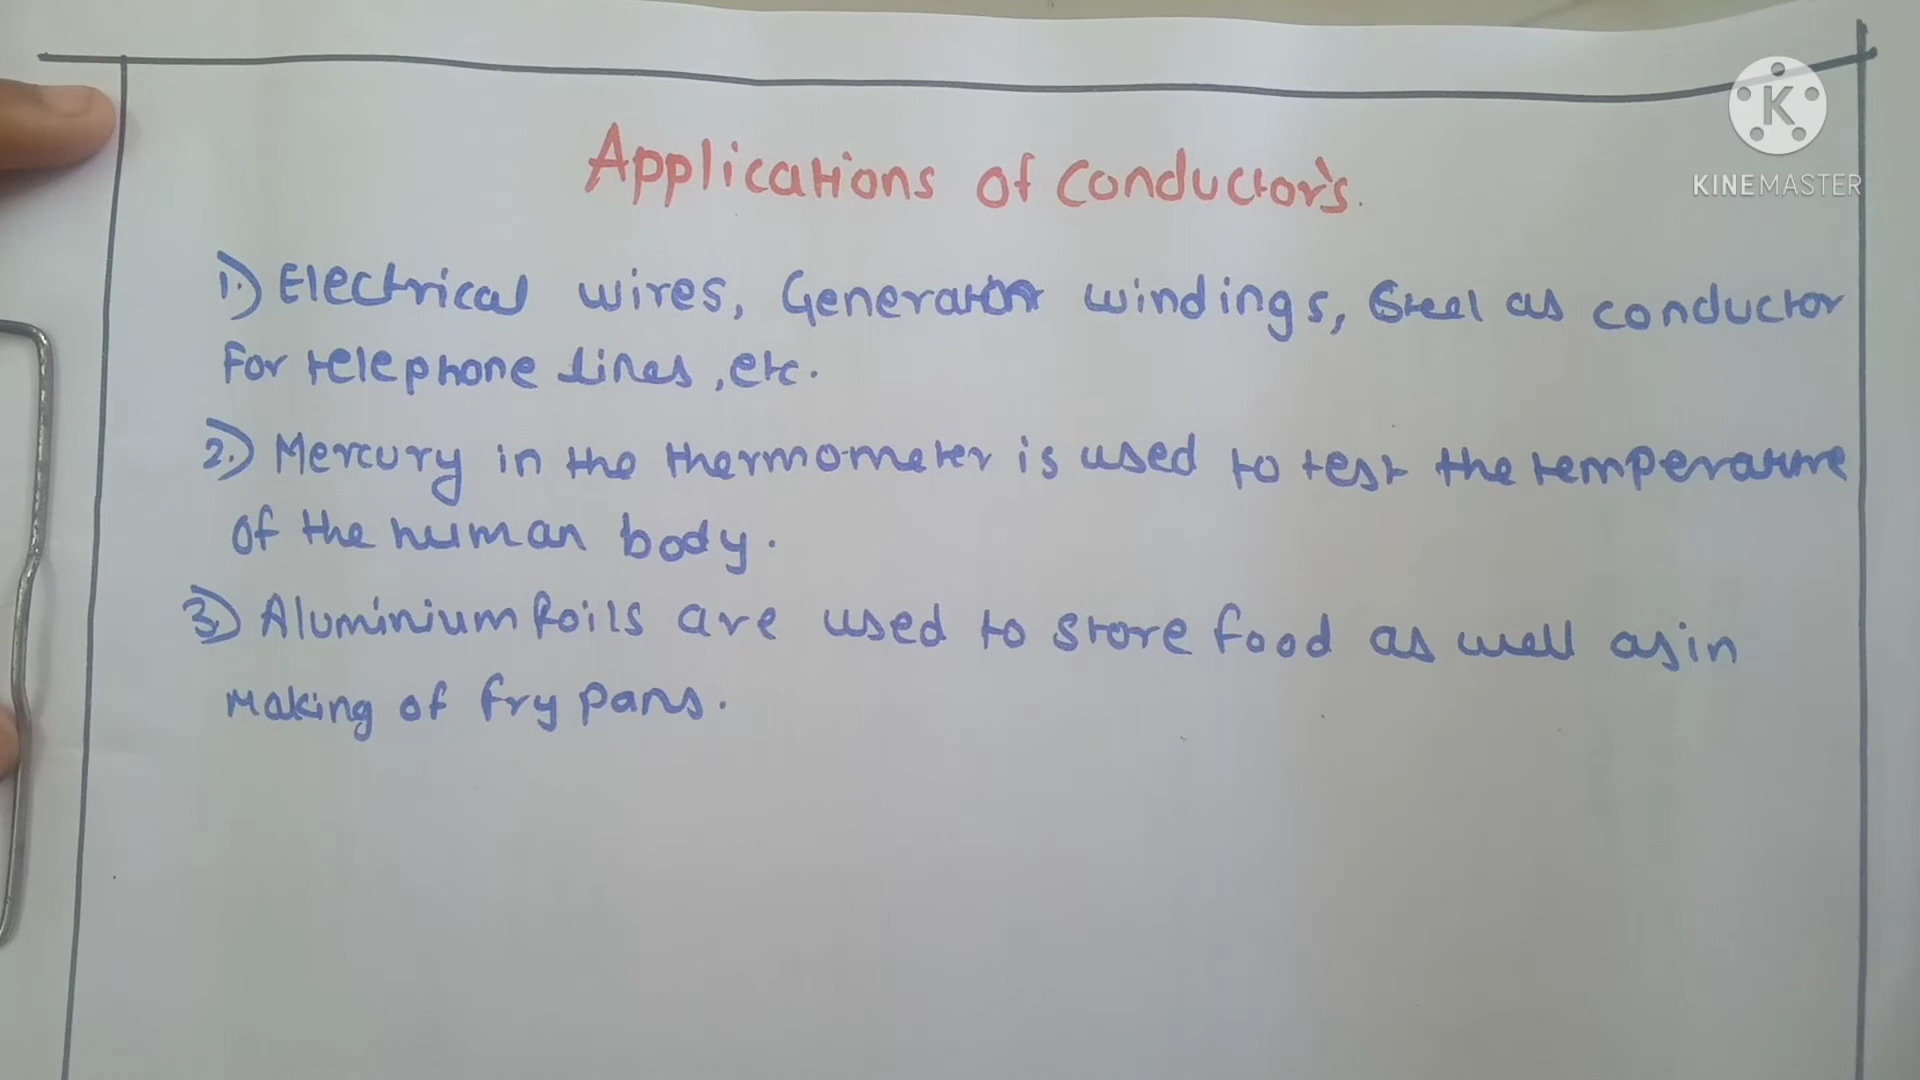 Applications of conductor's.
1.) Electrical wires, Generator windings, Steel as conductor
For telephone lines, etc.
2.) Mercury in the thermometer is used to test the temperature
of the human body.
3.) Aluminium foils are used to store food as well as in
making of fry pans.
K
KINEMASTER